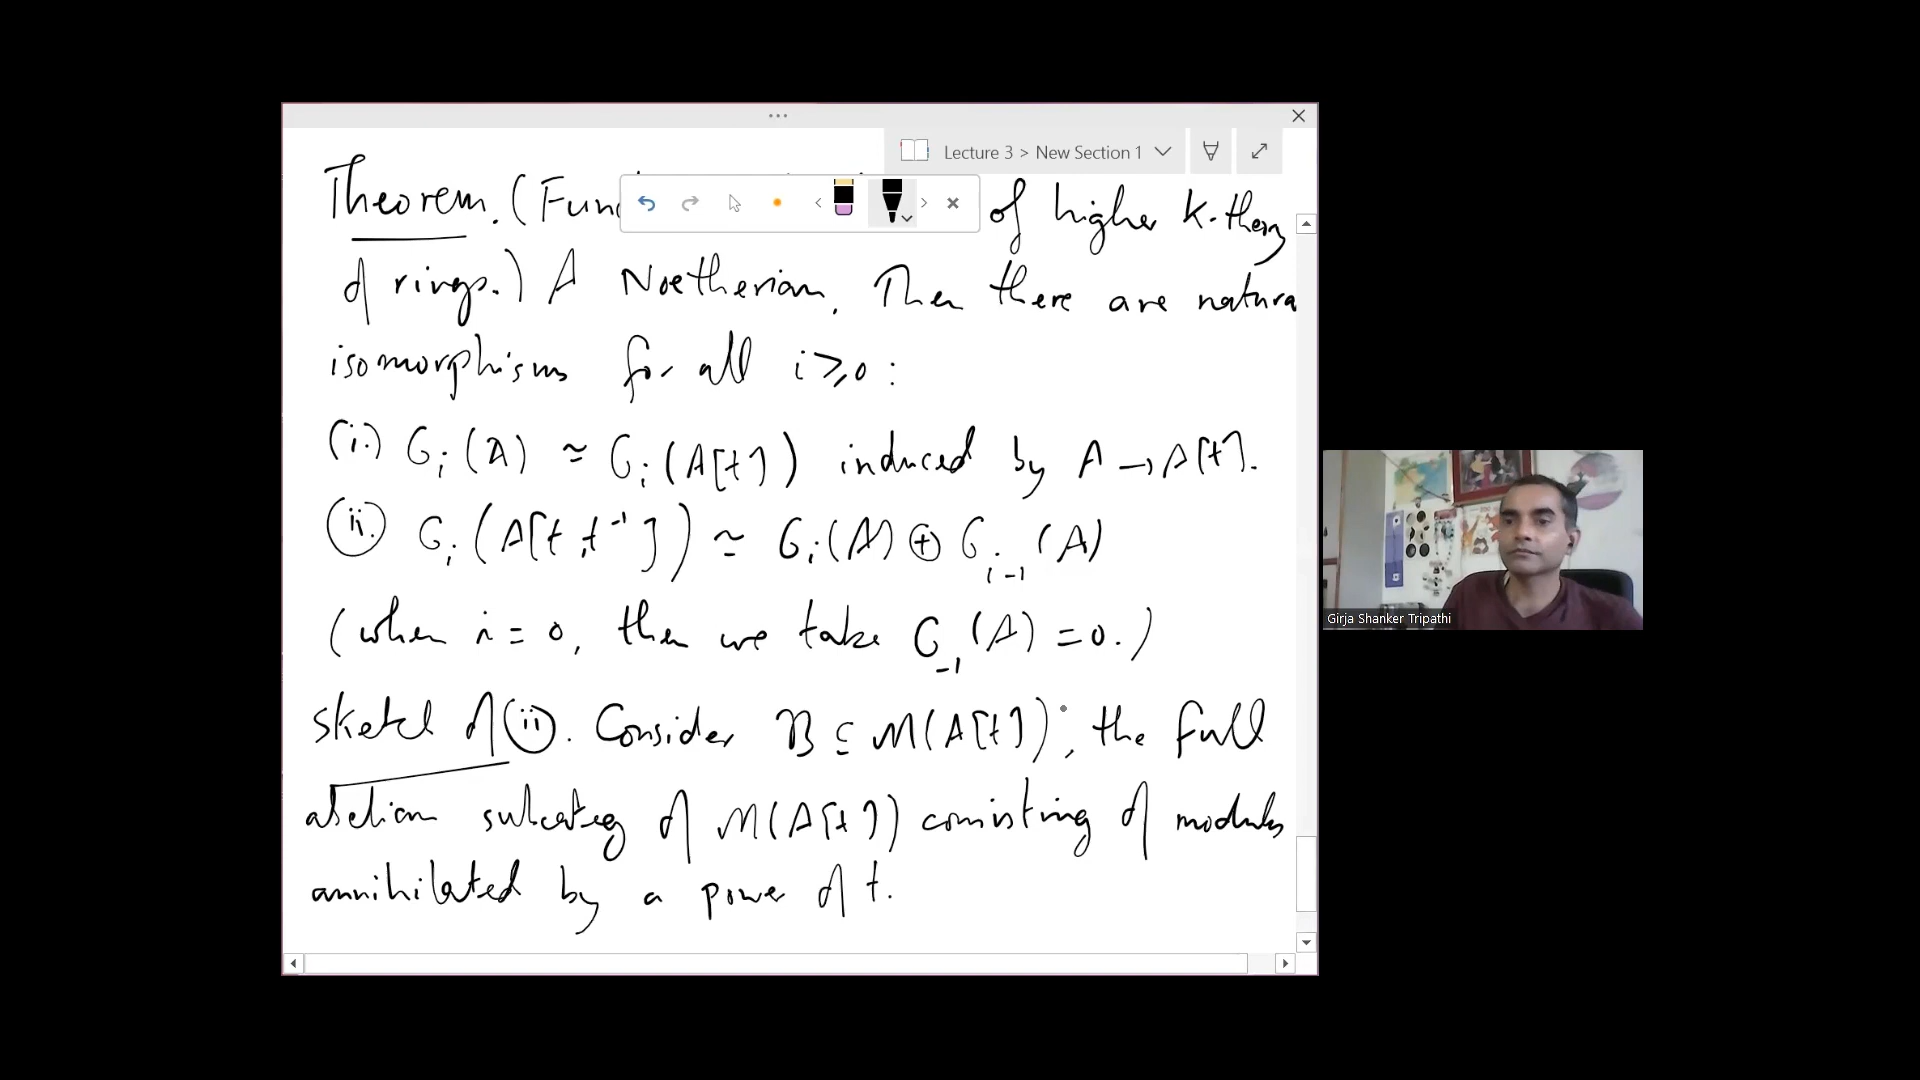 Lecture 3 > New Section 1
Theorem. (Fun of higher K-theory
of rings.) A Noetherian. Then there are natura
isomorphisms for all i ≥ 0 :
(i.) G_i(A) ≃ G_i(A[t]) induced by A → A[t].
(ii.) G_i(A[t,t⁻¹]) ≃ G_i(A) ⊕ G_{i-1}(A)
(when i = 0, then we take G_{-1}(A) = 0.)
sketch of (ii). Consider B ⊆ M(A[t]), the full
abelian subcateg of M(A[t]) consisting of modules
annihilated by a power of t.
Girja Shanker Tripathi